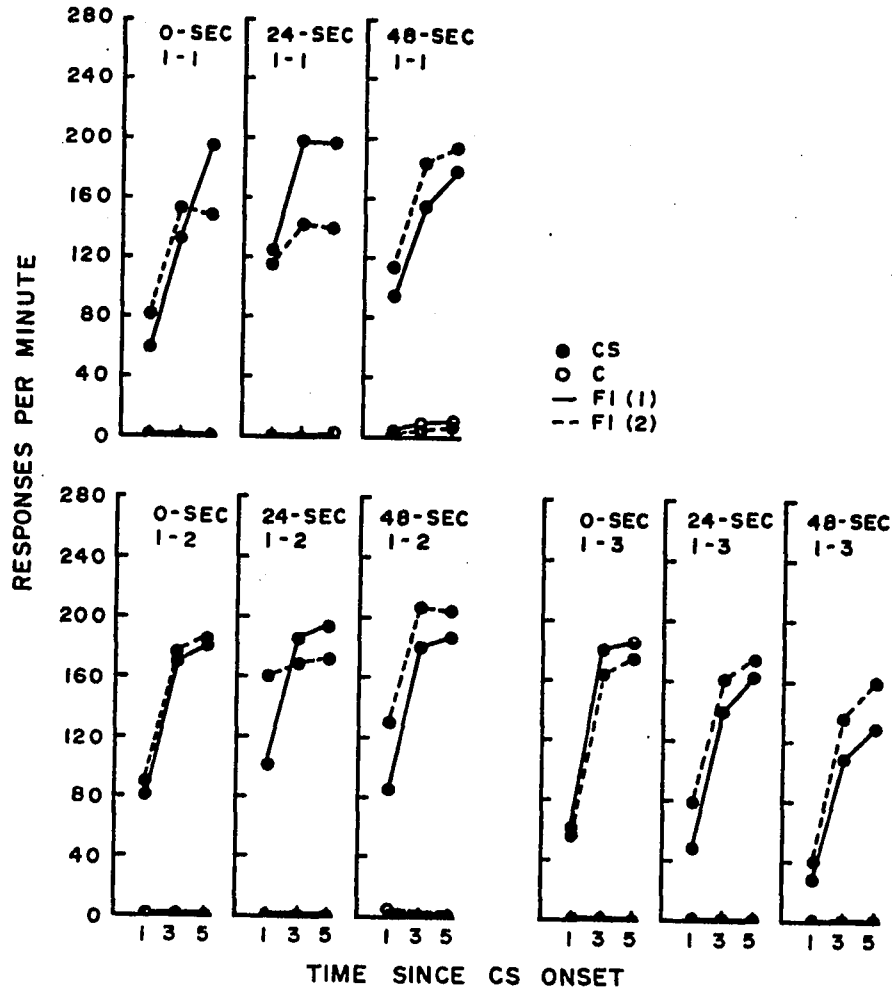 280
240
200
160
120
80
40
0
0-SEC
1-1
24-SEC
1-1
48-SEC
1-1
CS
C
FI (1)
FI (2)
RESPONSES PER MINUTE
280
240
200
160
120
80
40
0
0-SEC
1-2
24-SEC
1-2
48-SEC
1-2
0-SEC
1-3
24-SEC
1-3
48-SEC
1-3
1 3 5
1 3 5
1 3 5
1 3 5
1 3 5
1 3 5
TIME SINCE CS ONSET